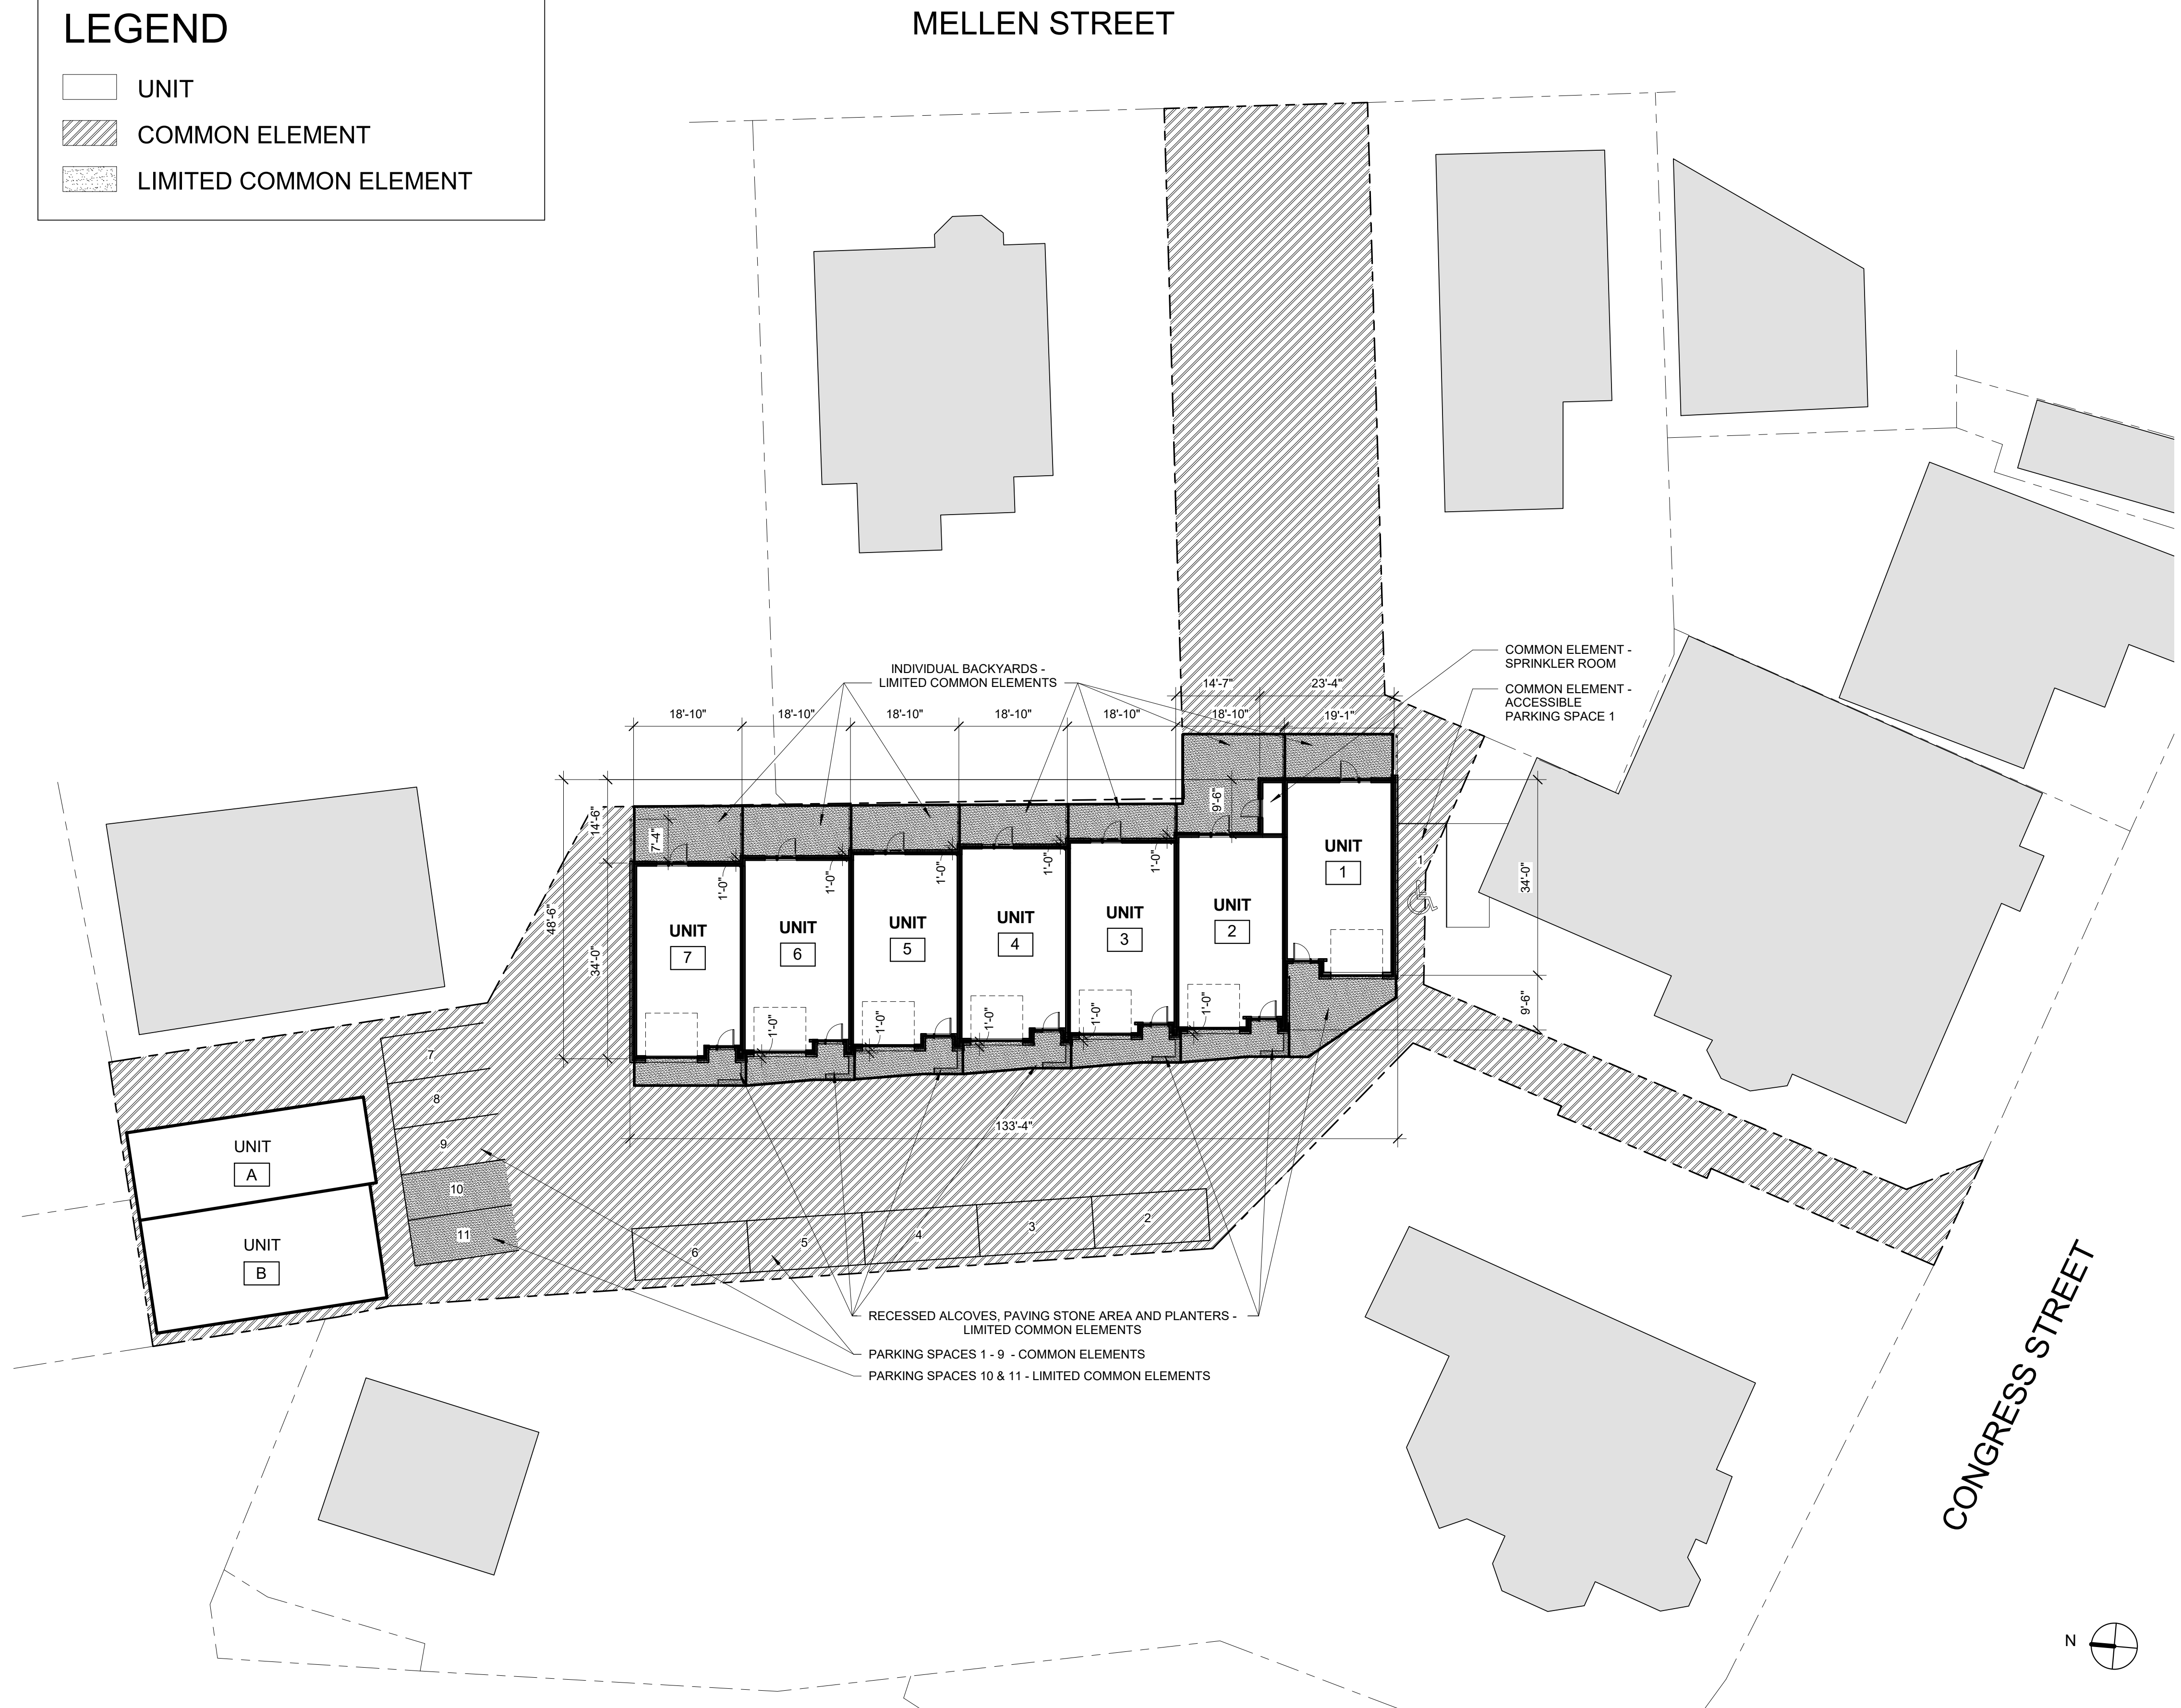 LEGEND
UNIT
COMMON ELEMENT
LIMITED COMMON ELEMENT
MELLEN STREET
INDIVIDUAL BACKYARDS -
LIMITED COMMON ELEMENTS
COMMON ELEMENT -
SPRINKLER ROOM
COMMON ELEMENT -
ACCESSIBLE
PARKING SPACE 1
14'-7"
23'-4"
18'-10"
18'-10"
18'-10"
18'-10"
18'-10"
18'-10"
19'-1"
14'-6"
7'-4"
9'-6"
48'-6"
34'-0"
1'-0"
1'-0"
1'-0"
1'-0"
1'-0"
34'-0"
9'-6"
1
UNIT
7
UNIT
6
UNIT
5
UNIT
4
UNIT
3
UNIT
2
UNIT
1
1'-0"
1'-0"
1'-0"
1'-0"
1'-0"
133'-4"
7
8
9
10
11
UNIT
A
UNIT
B
6
5
4
3
2
RECESSED ALCOVES, PAVING STONE AREA AND PLANTERS -
LIMITED COMMON ELEMENTS
PARKING SPACES 1 - 9 - COMMON ELEMENTS
PARKING SPACES 10 & 11 - LIMITED COMMON ELEMENTS
CONGRESS STREET
N